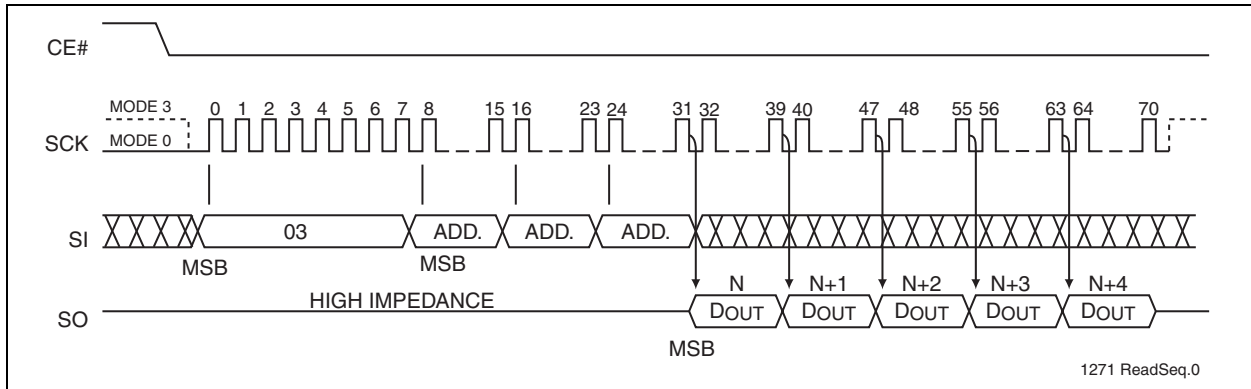 CE#
MODE 3
0 1 2 3 4 5 6 7 8 15 16 23 24 31 32 39 40 47 48 55 56 63 64 70
SCK
MODE 0
SI
03
ADD.
ADD.
ADD.
MSB
MSB
HIGH IMPEDANCE
N
N+1
N+2
N+3
N+4
SO
DOUT
DOUT
DOUT
DOUT
DOUT
MSB
1271 ReadSeq.0